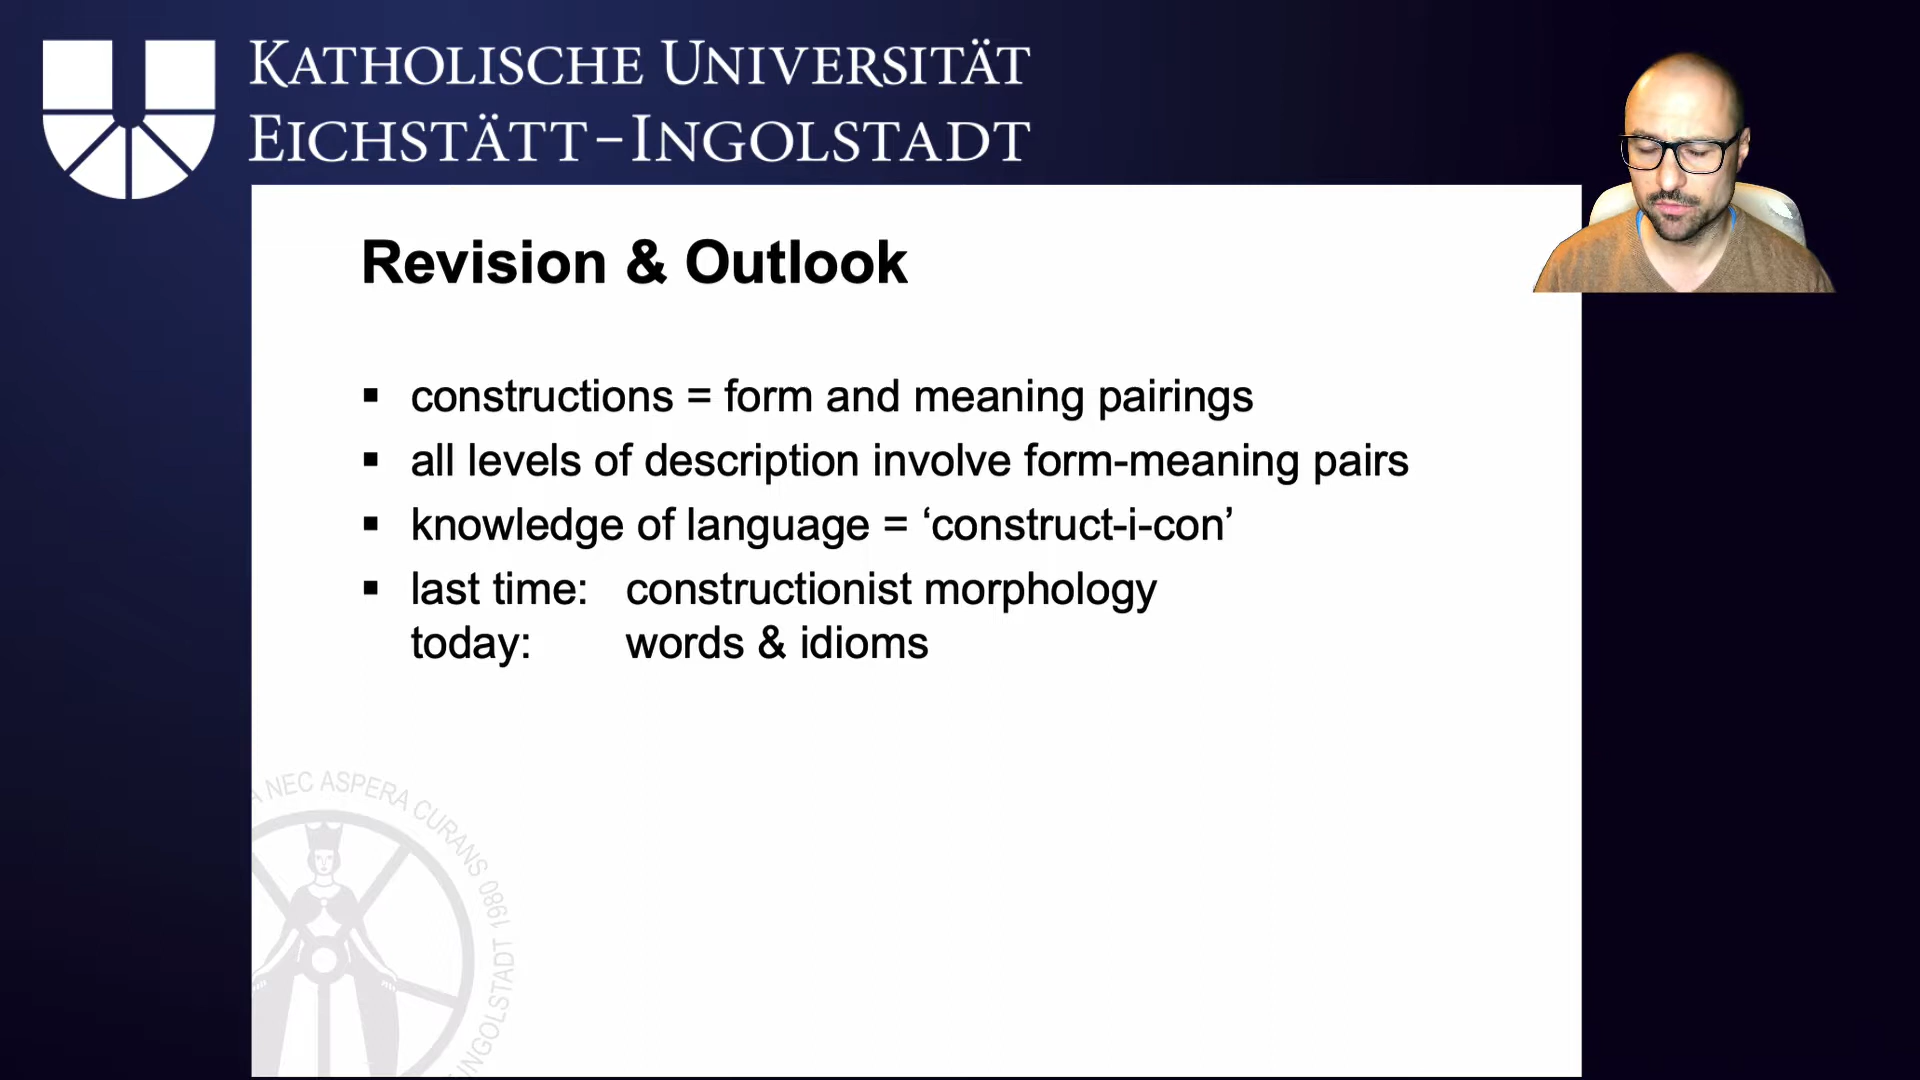 KATHOLISCHE UNIVERSITÄT
EICHSTÄTT-INGOLSTADT
Revision & Outlook
▪ constructions = form and meaning pairings
▪ all levels of description involve form-meaning pairs
▪ knowledge of language = ‘construct-i-con’
▪ last time: constructionist morphology
today: words & idioms
NEC ASPERA CURANS 1980
INGOLSTADT